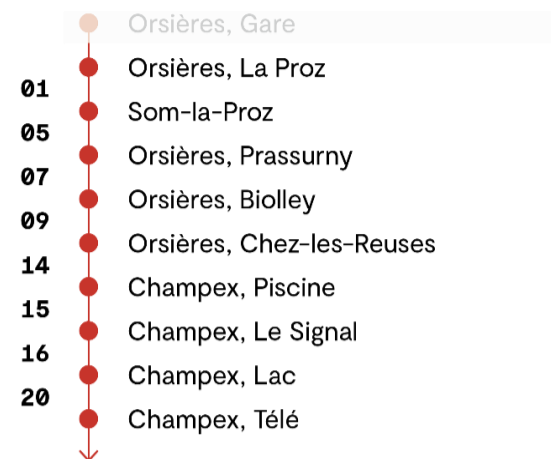 Orsières, Gare
Orsières, La Proz
01
Som-la-Proz
05
Orsières, Prassurny
07
Orsières, Biolley
09
Orsières, Chez-les-Reuses
14
Champex, Piscine
15
Champex, Le Signal
16
Champex, Lac
20
Champex, Télé